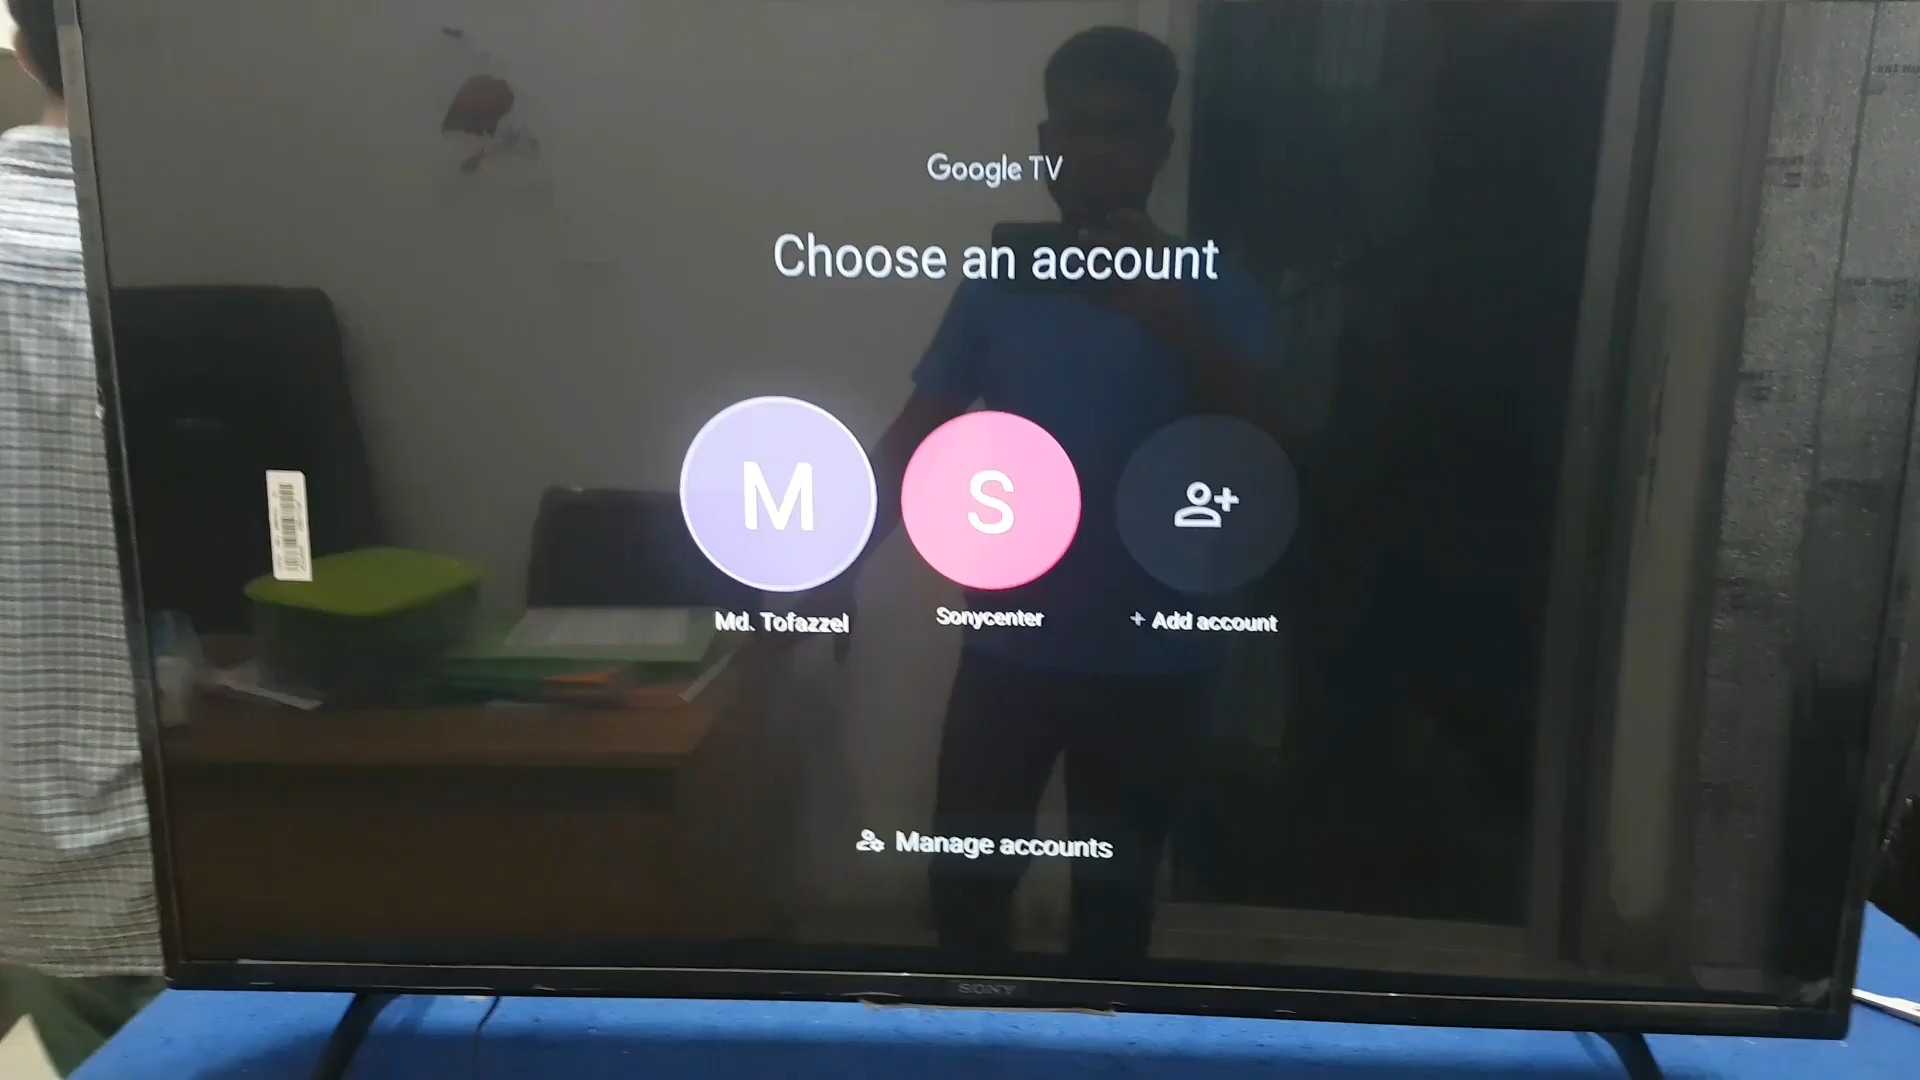 Google TV
Choose an account
M
S
Md. Tofazzel
Sonycenter
+ Add account
Manage accounts
SONY